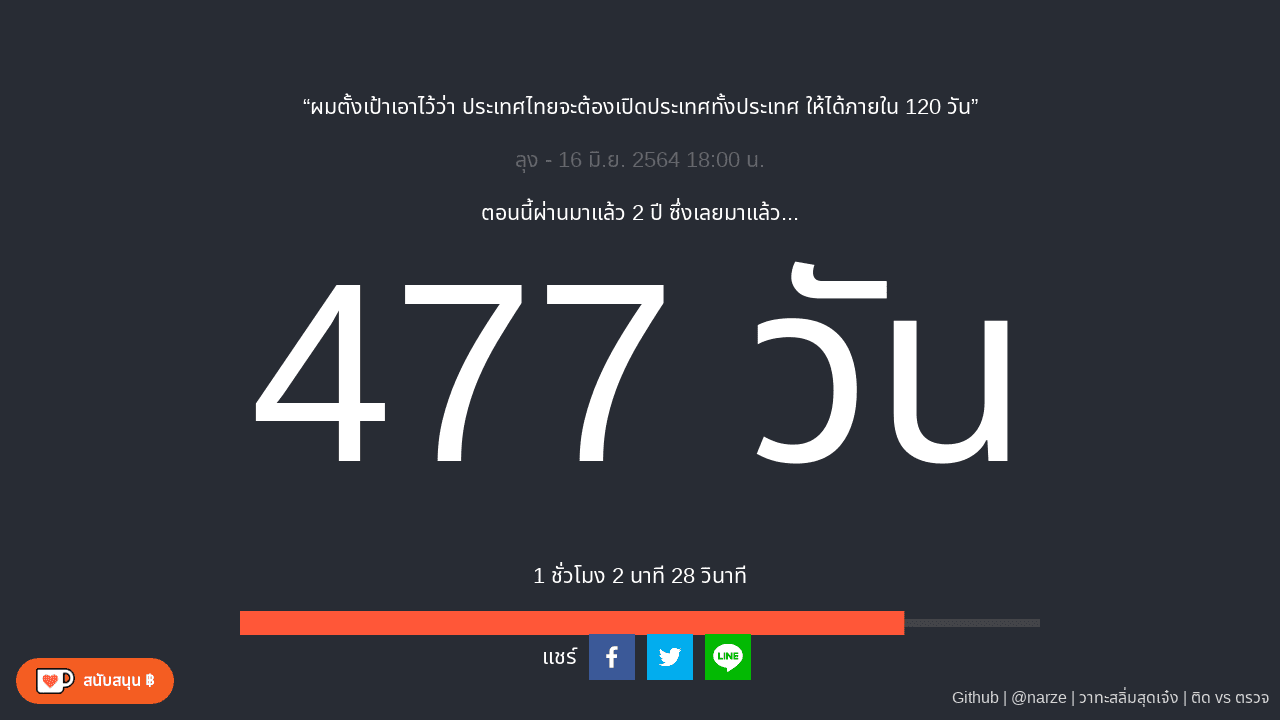 “ผมตั้งเป้าเอาไว้ว่า ประเทศไทยจะต้องเปิดประเทศทั้งประเทศ ให้ได้ภายใน 120 วัน”
ลุง - 16 มิ.ย. 2564 18:00 น.
ตอนนี้ผ่านมาแล้ว 2 ปี ซึ่งเลยมาแล้ว...
477 วัน
1 ชั่วโมง 2 นาที 28 วินาที
แชร์
LINE
สนับสนุน ฿
Github | @narze | วาทะสลิ่มสุดเจ๋ง | ติด vs ตรวจ